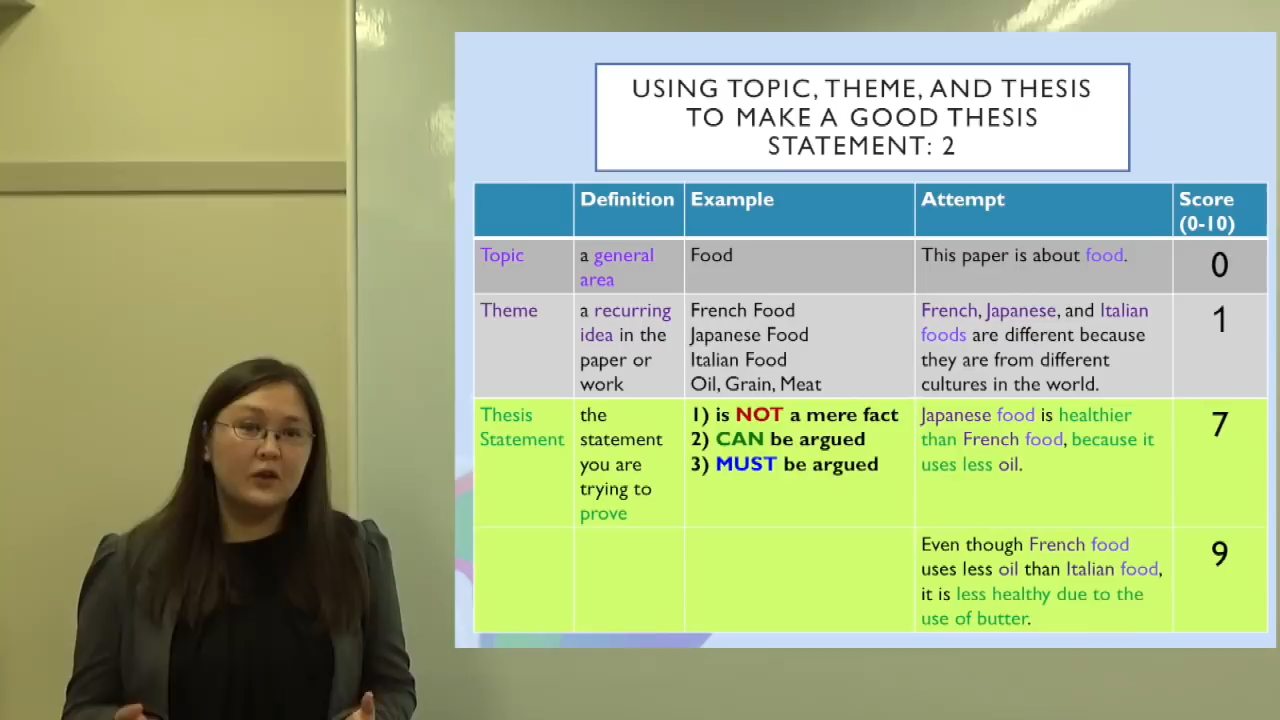 USING TOPIC, THEME, AND THESIS
TO MAKE A GOOD THESIS
STATEMENT: 2
Definition Example Attempt Score
(0-10)
Topic a general Food This paper is about food. 0
area
Theme a recurring French Food French, Japanese, and Italian 1
idea in the Japanese Food foods are different because
paper or Italian Food they are from different
work Oil, Grain, Meat cultures in the world.
Thesis the 1) is NOT a mere fact Japanese food is healthier 7
Statement statement 2) CAN be argued than French food, because it
you are 3) MUST be argued uses less oil.
trying to
prove
Even though French food 9
uses less oil than Italian food,
it is less healthy due to the
use of butter.